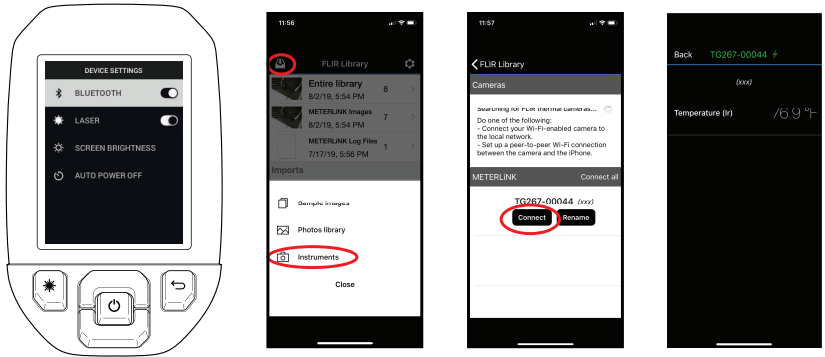 DEVICE SETTINGS
BLUETOOTH
LASER
SCREEN BRIGHTNESS
AUTO POWER OFF
11:56
FLIR Library
Entire library
8/2/19, 5:54 PM
8
METERLiNK Images
8/2/19, 5:54 PM
7
METERLiNK Log Files
7/17/19, 5:56 PM
1
Imports
Sample images
Photos library
Instruments
Close
11:57
FLIR Library
Cameras
Searching for FLIR thermal cameras...
Do one of the following:
- Connect your Wi-Fi-enabled camera to
the local network.
- Set up a peer-to-peer Wi-Fi connection
between the camera and the iPhone.
METERLiNK Connect all
TG267-00044 (xxx)
Connect Rename
Back TG267-00044
(xxx)
Temperature (Ir) 76.9 °F